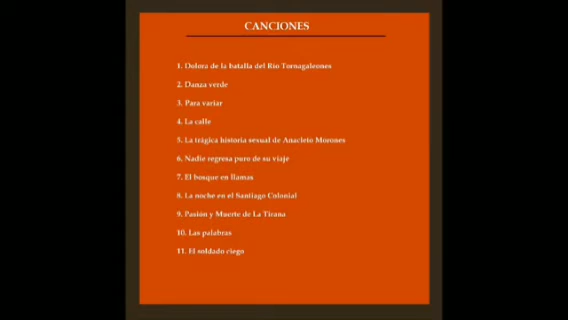 CANCIONES
1. Dolora de la batalla del Río Tornagaleones
2. Danza verde
3. Para variar
4. La calle
5. La trágica historia sexual de Anacleto Morones
6. Nadie regresa puro de su viaje
7. El bosque en llamas
8. La noche en el Santiago Colonial
9. Pasión y Muerte de La Tirana
10. Las palabras
11. El soldado ciego